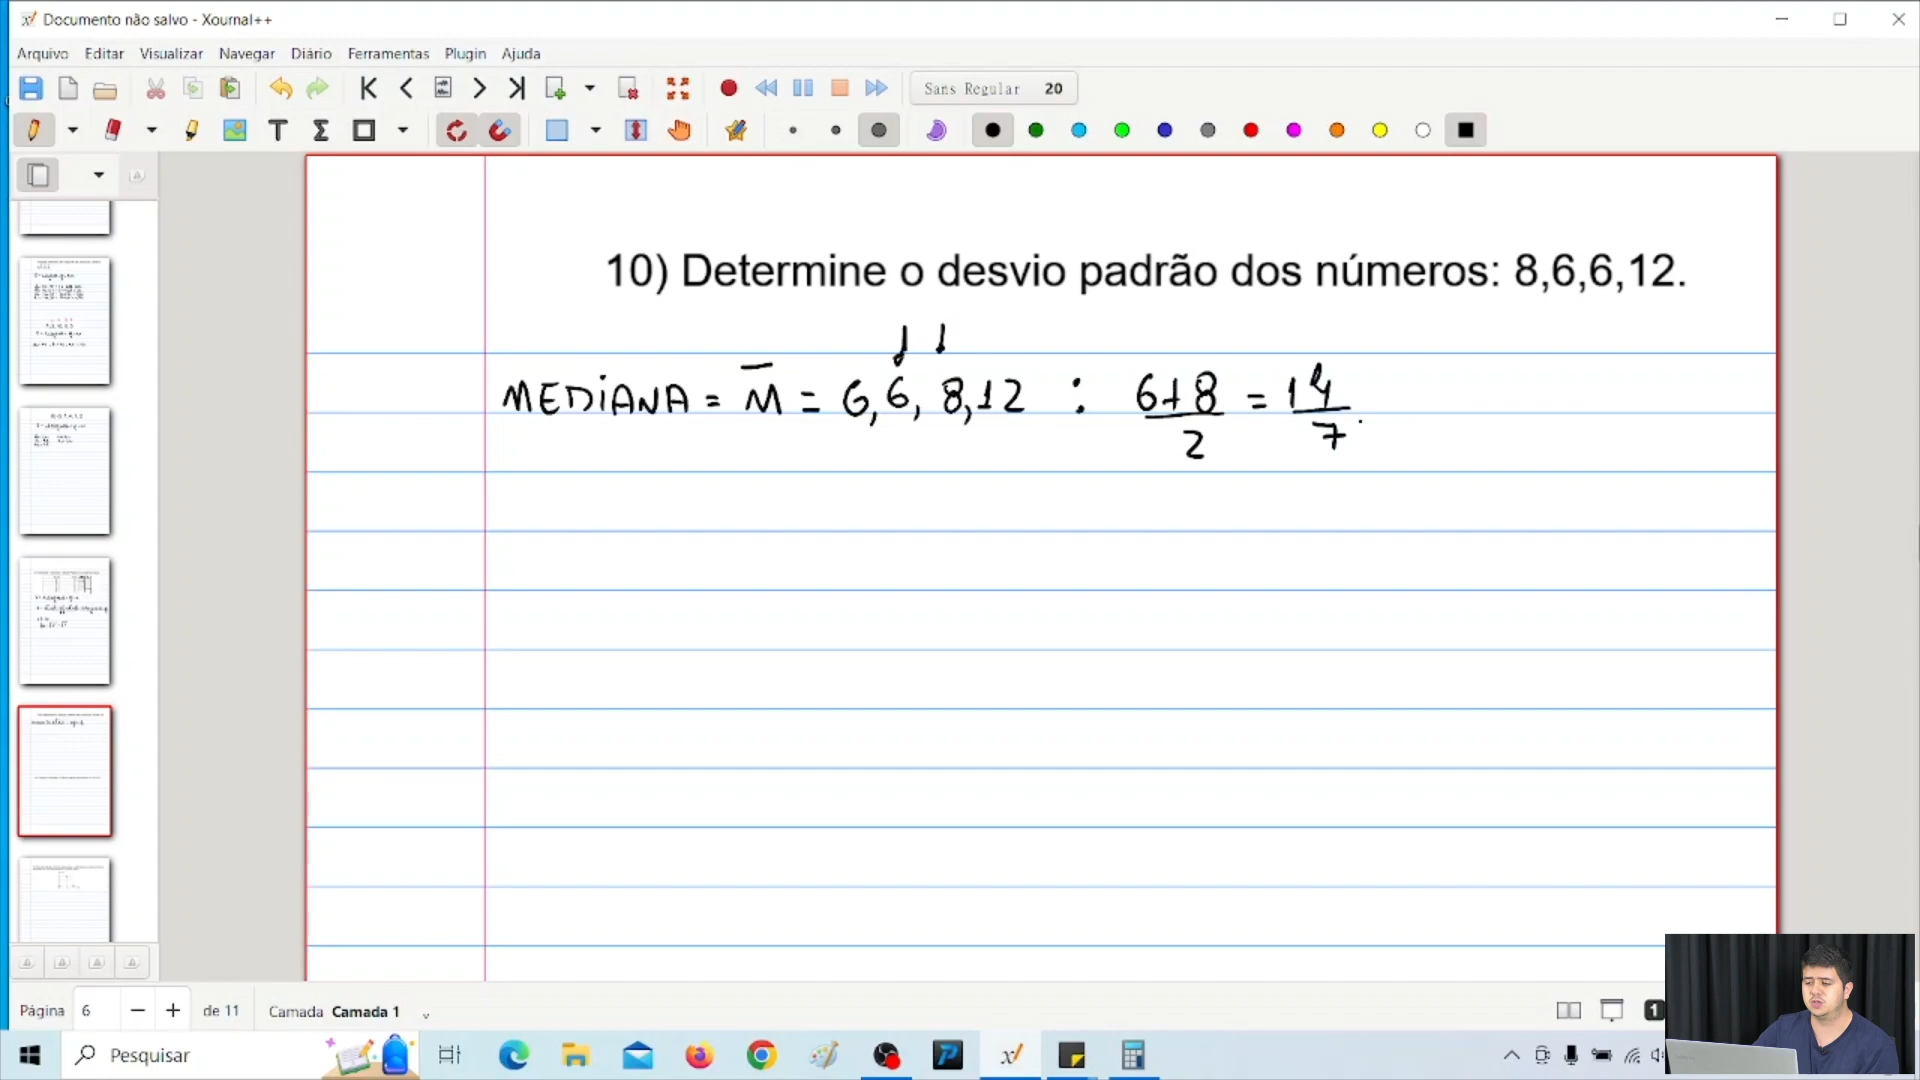 Documento não salvo - Xournal++
Arquivo Editar Visualizar Navegar Diário Ferramentas Plugin Ajuda
Sans Regular 20
10) Determine o desvio padrão dos números: 8,6,6,12.
MEDIANA = M̅ = 6, 6, 8, 12 : 6+8 = 14
2 7
Página 6 de 11 Camada Camada 1
1
Pesquisar